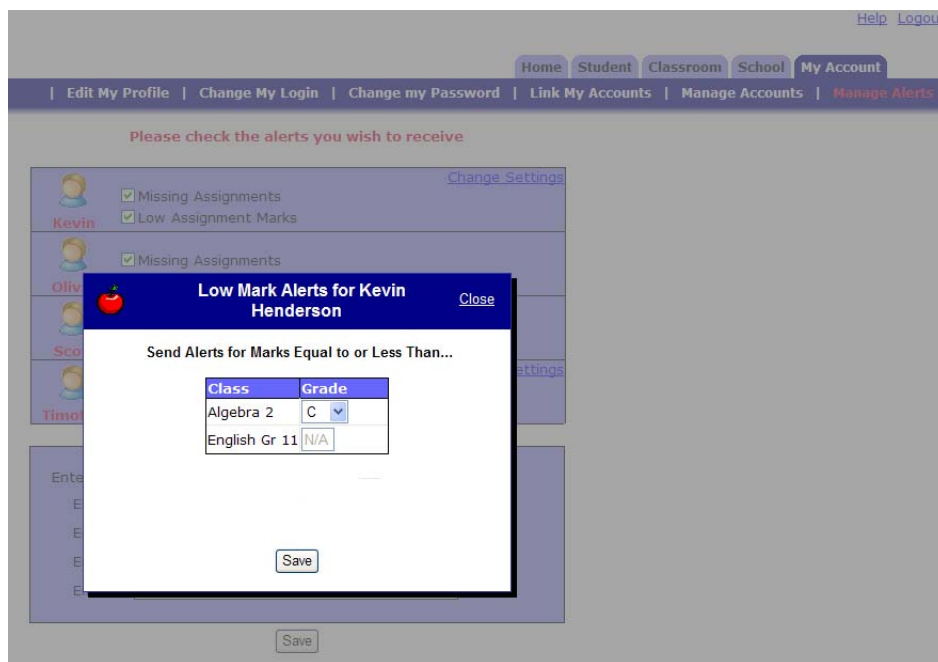 Help Logou
Home Student Classroom School My Account
| Edit My Profile | Change My Login | Change my Password | Link My Accounts | Manage Accounts | Manage Alerts
Please check the alerts you wish to receive
Change Settings
Missing Assignments
Low Assignment Marks
Kevin
Missing Assignments
Oliv
Low Mark Alerts for Kevin Close
Henderson
Send Alerts for Marks Equal to or Less Than...
Sco
ettings
Class Grade
Algebra 2 C
Timot
English Gr 11 N/A
Ente
E
E
E
Save
E
Save